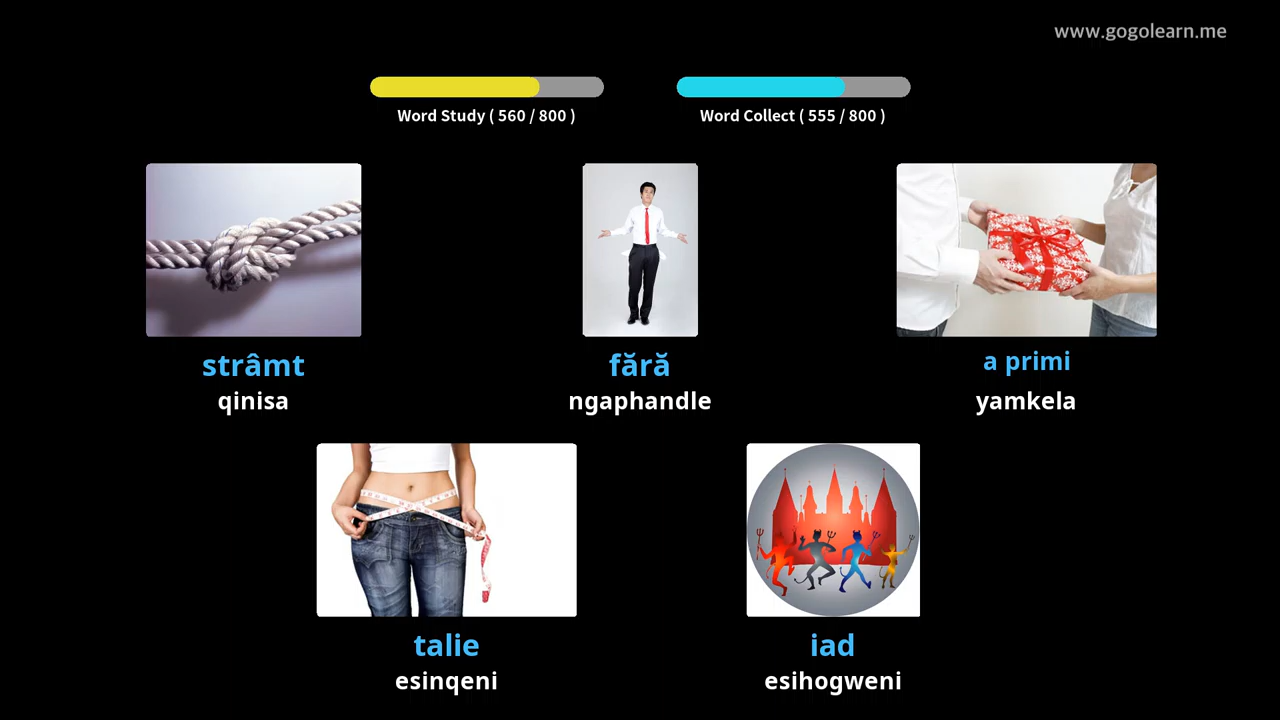 www.gogolearn.me
Word Study ( 560 / 800 )
Word Collect ( 555 / 800 )
strâmt
qinisa
fără
ngaphandle
a primi
yamkela
talie
esinqeni
iad
esihogweni